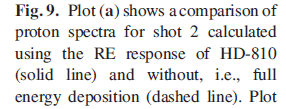 Fig. 9. Plot (a) shows a comparison of
proton spectra for shot 2 calculated
using the RE response of HD-810
(solid line) and without, i.e., full
energy deposition (dashed line). Plot